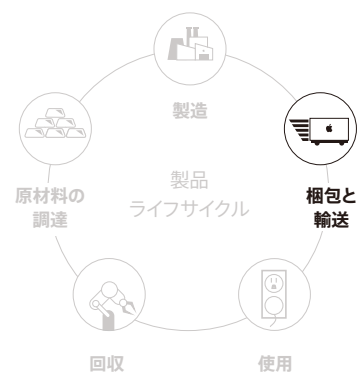 製造
原材料の
調達
製品
ライフサイクル
梱包と
輸送
回収
使用